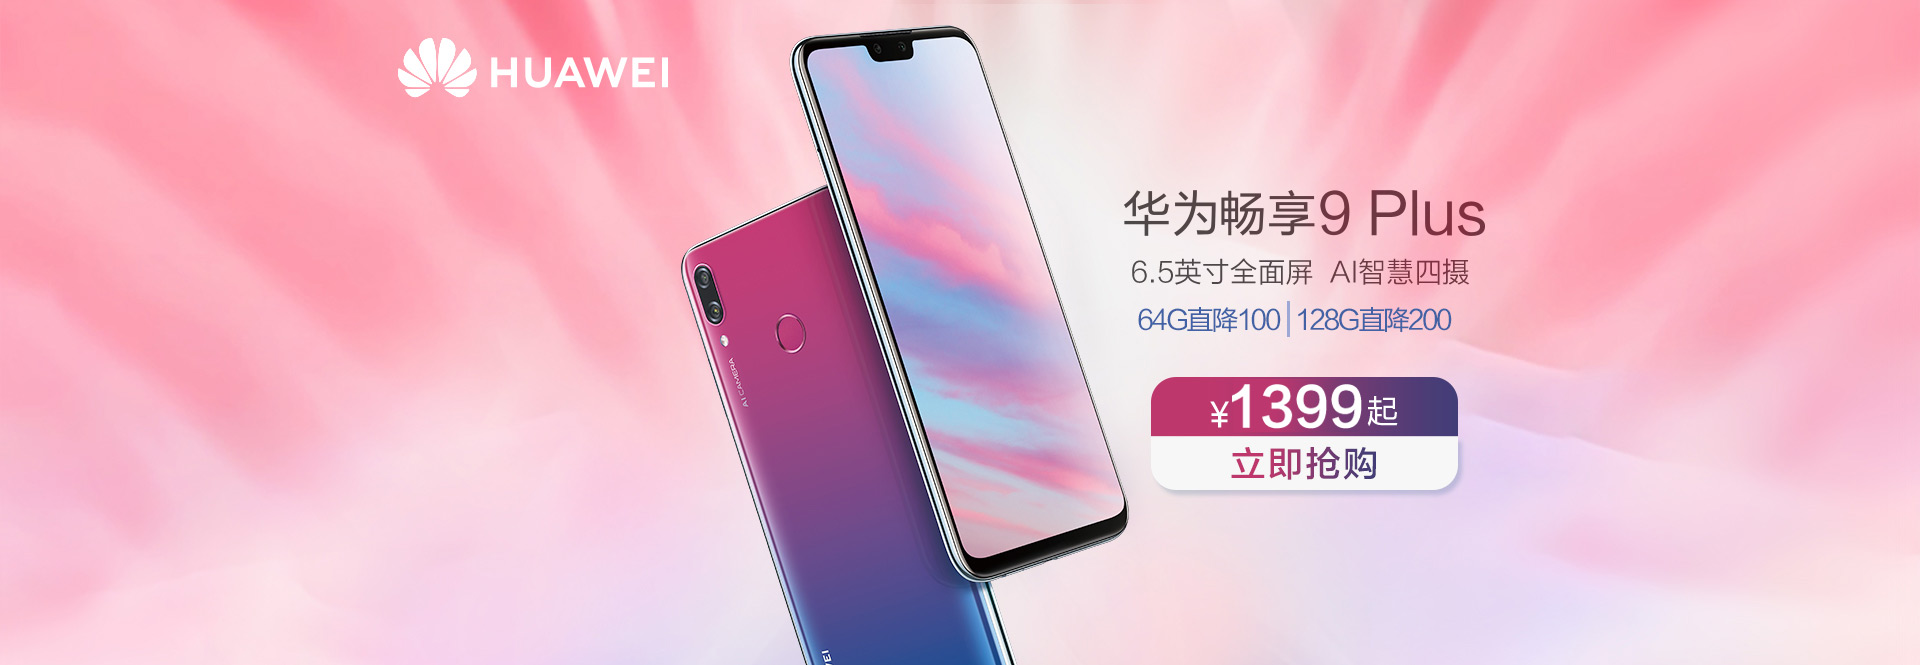 HUAWEI
华为畅享9 Plus
6.5英寸全面屏 AI智慧四摄
64G直降100|128G直降200
¥1399起
立即抢购
AI CAMERA
EI